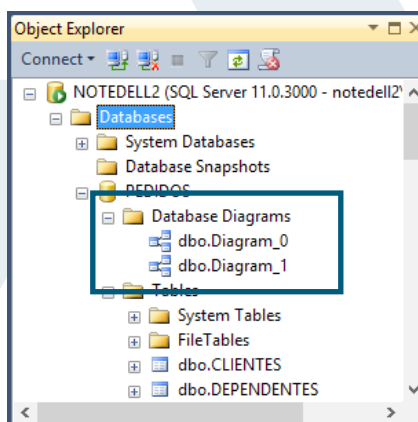 Object Explorer
Connect
NOTEDELL2 (SQL Server 11.0.3000 - notedell2\
Databases
System Databases
Database Snapshots
PEDIDOS
Database Diagrams
dbo.Diagram_0
dbo.Diagram_1
Tables
System Tables
FileTables
dbo.CLIENTES
dbo.DEPENDENTES